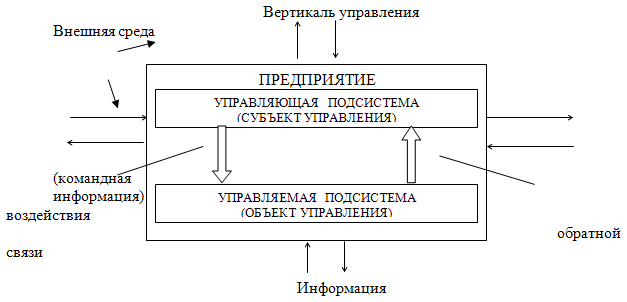 Вертикаль управления
Внешняя среда
ПРЕДПРИЯТИЕ
УПРАВЛЯЮЩАЯ ПОДСИСТЕМА
(СУБЪЕКТ УПРАВЛЕНИЯ)
(командная
информация)
воздействия
УПРАВЛЯЕМАЯ ПОДСИСТЕМА
(ОБЪЕКТ УПРАВЛЕНИЯ)
обратной
связи
Информация